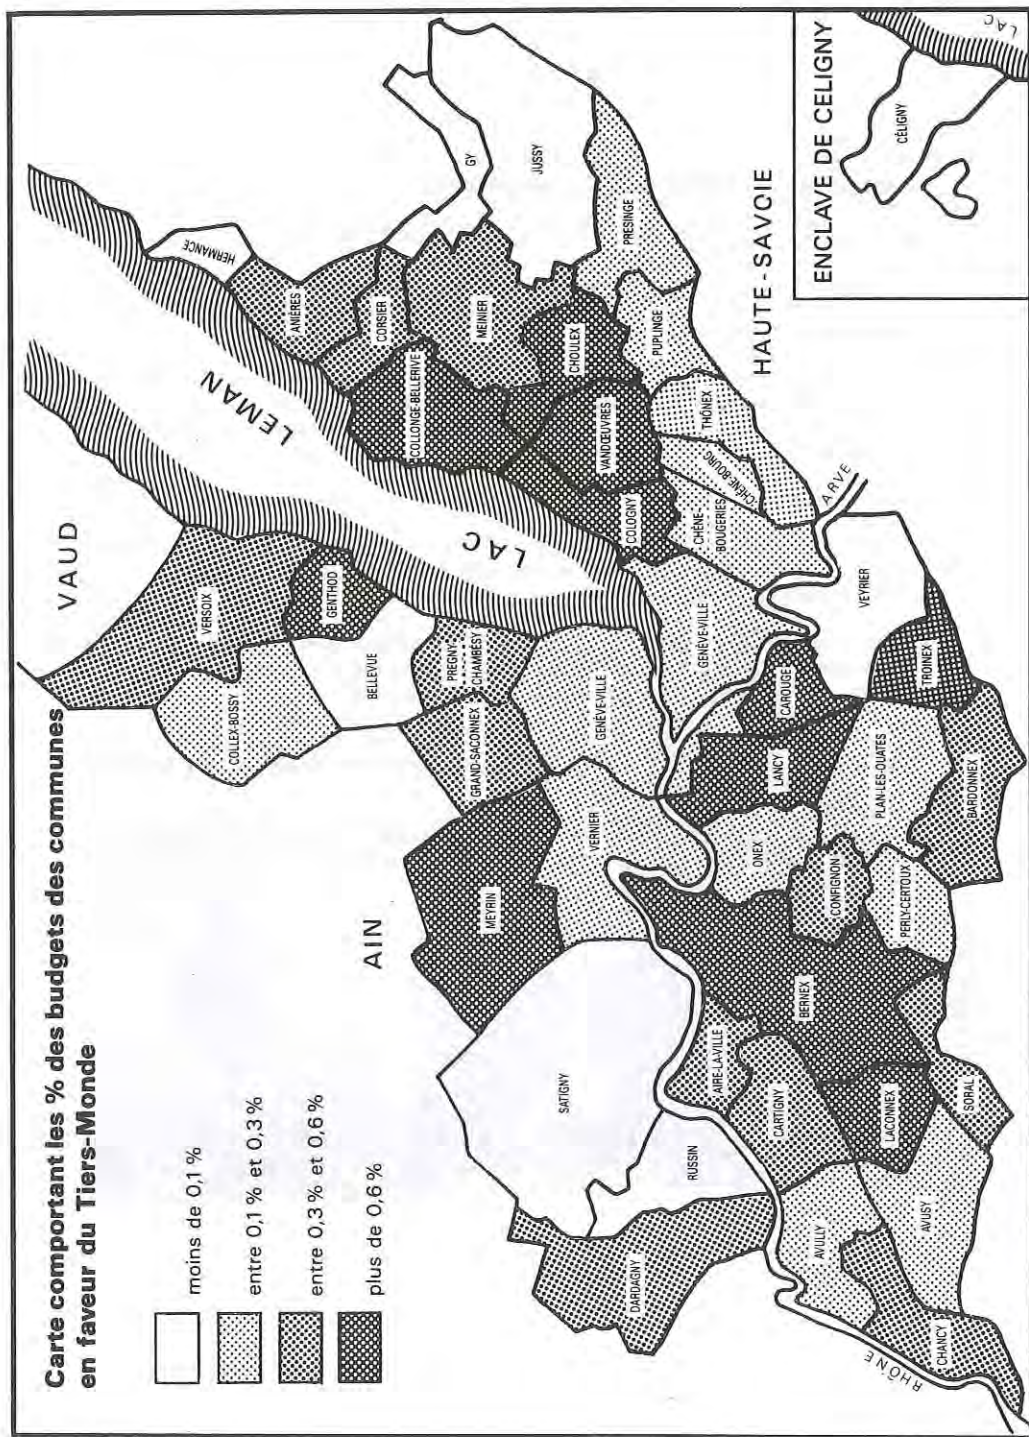 Carte comportant les % des budgets des communes
en faveur du Tiers-Monde
moins de 0,1 %
entre 0,1 % et 0,3 %
entre 0,3 % et 0,6 %
plus de 0,6 %
VAUD
AIN
HAUTE-SAVOIE
LAC
LEMAN
ENCLAVE DE CELIGNY
CÉLIGNY
LAC
HERMANCE
ANIÈRES
CORSIER
GY
JUSSY
MEINIER
COLLONGE-BELLERIVE
CHOULEX
PRESINGE
PUPLINGE
VANDŒUVRES
THÔNEX
CHÊNE-BOURG
COLOGNY
CHÊNE-
BOUGERIES
ARVE
VERSOIX
GENTHOD
COLLEX-BOSSY
BELLEVUE
PREGNY-
CHAMBESY
GRAND-SACONNEX
GENÈVE-VILLE
GENÈVE-VILLE
VEYRIER
TROINEX
CAROUGE
LANCY
PLAN-LES-OUATES
BARDONNEX
MEYRIN
VERNIER
ONEX
CONFIGNON
PERLY-CERTOUX
BERNEX
SATIGNY
AIRE-LA-VILLE
CARTIGNY
LACONNEX
SORAL
RUSSIN
DARDAGNY
AVULLY
AVUSY
CHANCY
RHÔNE